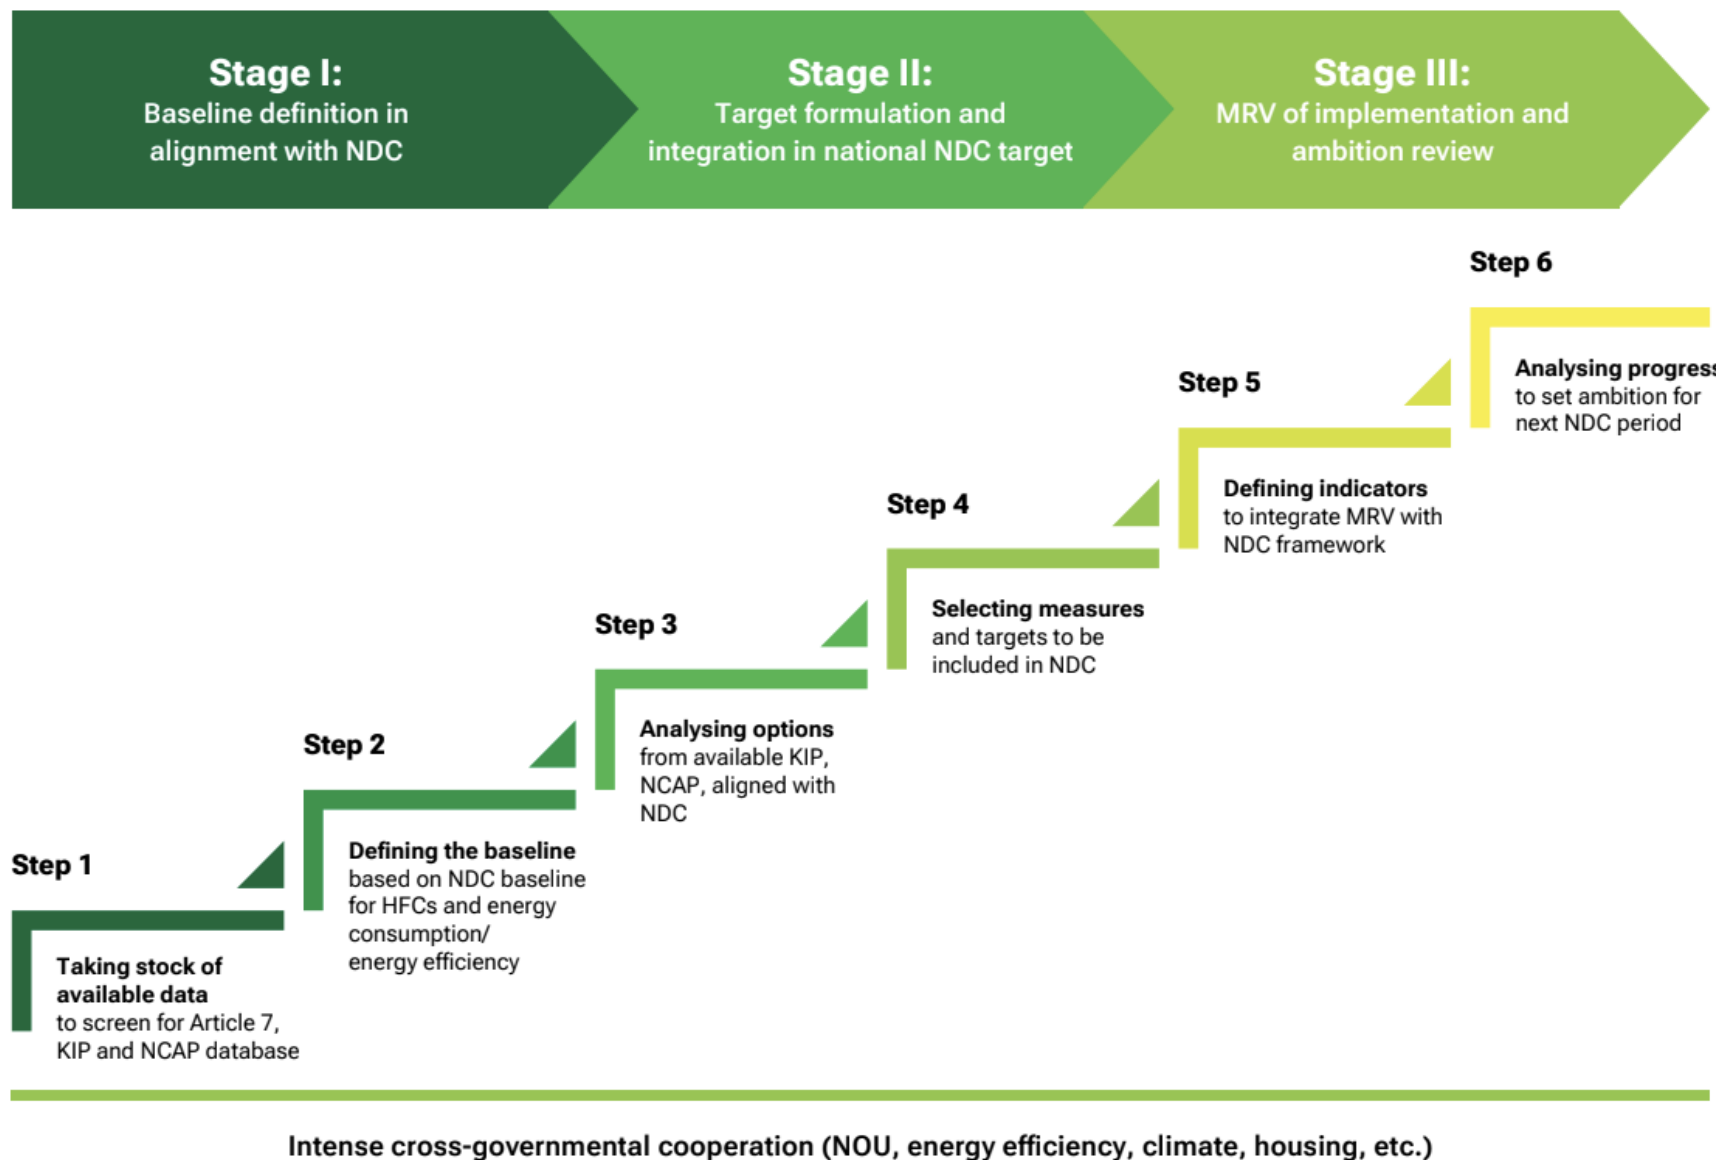 Stage I:
Baseline definition in
alignment with NDC
Stage II:
Target formulation and
integration in national NDC target
Stage III:
MRV of implementation and
ambition review
Step 1
Taking stock of
available data
to screen for Article 7,
KIP and NCAP database
Step 2
Defining the baseline
based on NDC baseline
for HFCs and energy
consumption/
energy efficiency
Step 3
Analysing options
from available KIP,
NCAP, aligned with
NDC
Step 4
Selecting measures
and targets to be
included in NDC
Step 5
Defining indicators
to integrate MRV with
NDC framework
Step 6
Analysing progress
to set ambition for
next NDC period
Intense cross-governmental cooperation (NOU, energy efficiency, climate, housing, etc.)